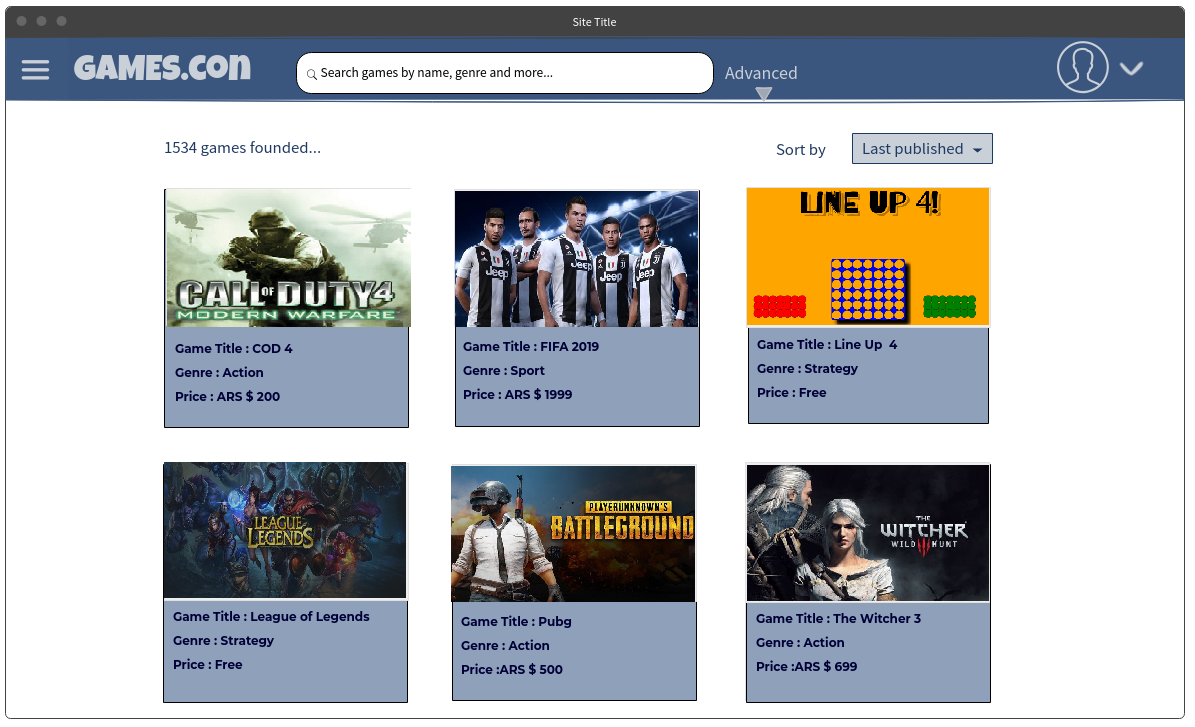 Site Title
GAMES.CON
Search games by name, genre and more...
Advanced
1534 games founded...
Sort by
Last published
CALL OF DUTY 4
MODERN WARFARE
Game Title : COD 4
Genre : Action
Price : ARS $ 200
Jeep
Jeep
Jeep
Game Title : FIFA 2019
Genre : Sport
Price : ARS $ 1999
LINE UP 4!
Game Title : Line Up 4
Genre : Strategy
Price : Free
LEAGUE
LEGENDS
Game Title : League of Legends
Genre : Strategy
Price : Free
PLAYERUNKNOWN'S
BATTLEGROUND
Game Title : Pubg
Genre : Action
Price :ARS $ 500
THE
WITCHER
WILD HUNT
Game Title : The Witcher 3
Genre : Action
Price :ARS $ 699